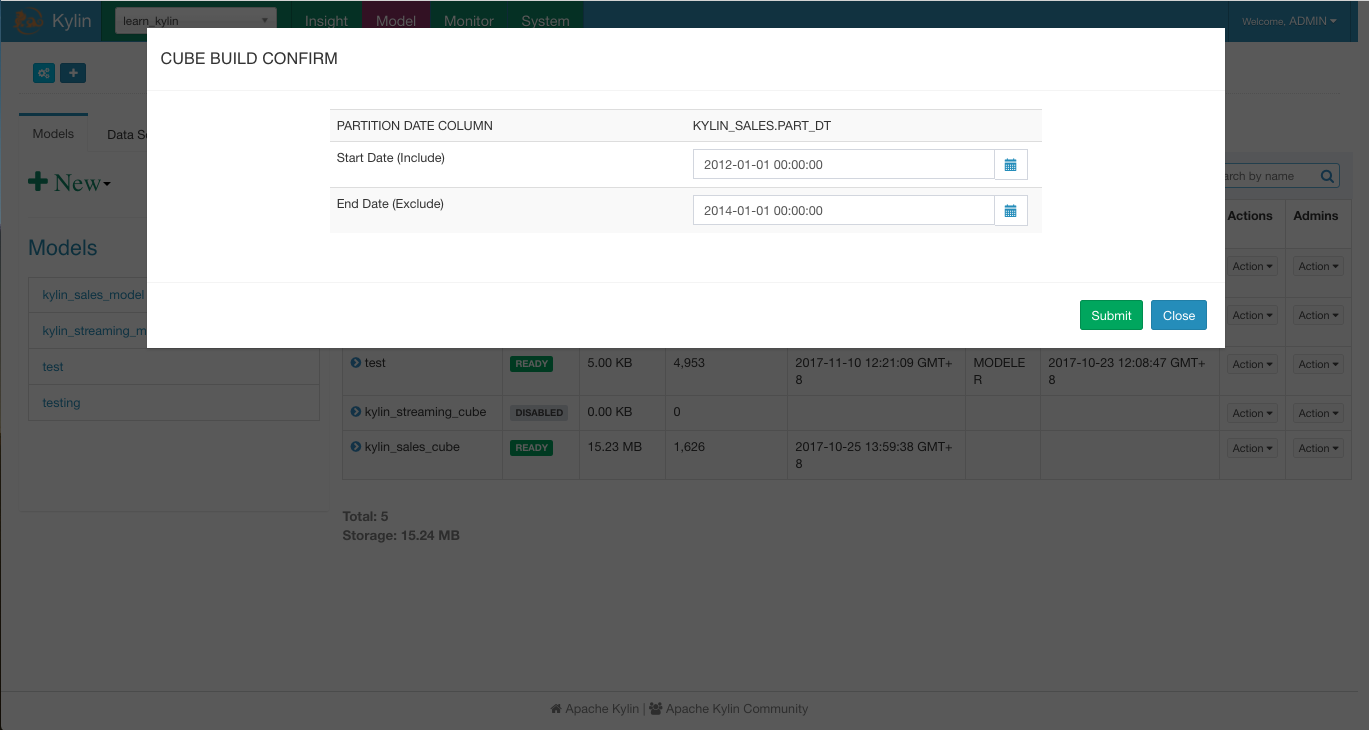 Kylin
learn_kylin
Insight
Model
Monitor
System
Welcome, ADMIN
CUBE BUILD CONFIRM
PARTITION DATE COLUMN KYLIN_SALES.PART_DT
Start Date (Include) 2012-01-01 00:00:00
End Date (Exclude) 2014-01-01 00:00:00
Submit Close
Models Data S
New
rch by name
Actions Admins
Models
kylin_sales_model
kylin_streaming_m
test
testing
Action Action
Action Action
test READY 5.00 KB 4,953 2017-11-10 12:21:09 GMT+ MODELE 2017-10-23 12:08:47 GMT+ Action Action
8 R 8
kylin_streaming_cube DISABLED 0.00 KB 0 Action Action
kylin_sales_cube READY 15.23 MB 1,626 2017-10-25 13:59:38 GMT+ Action Action
8
Total: 5
Storage: 15.24 MB
Apache Kylin | Apache Kylin Community